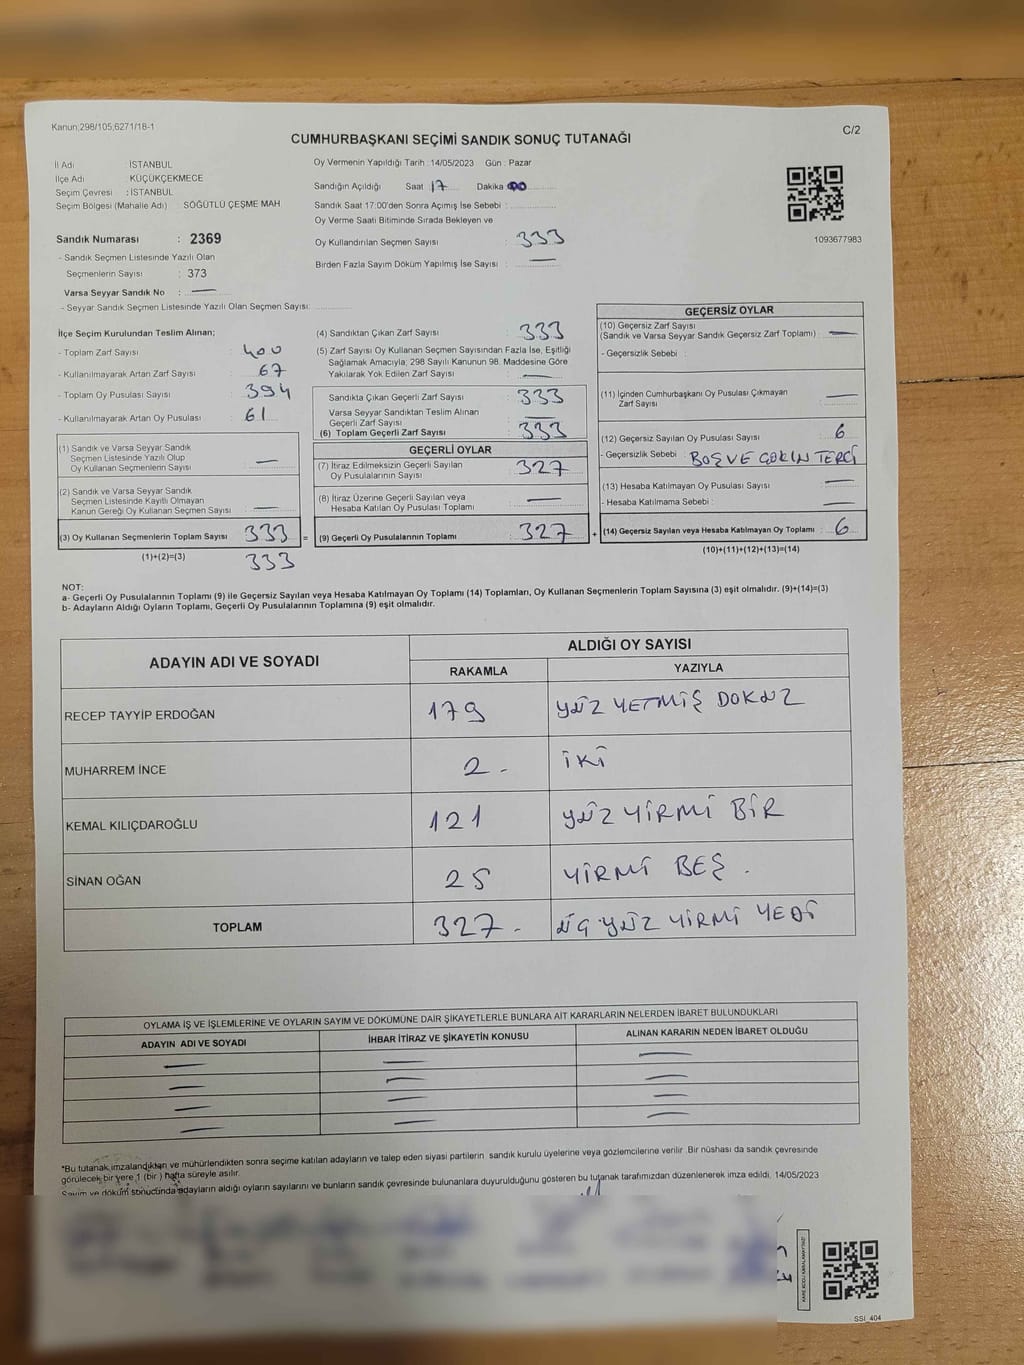 Kanun;298/105;6271/18-1
C/2
CUMHURBAŞKANI SEÇİMİ SANDIK SONUÇ TUTANAĞI
İl Adı İSTANBUL
İlçe Adı KÜÇÜKÇEKMECE
Seçim Çevresi : İSTANBUL
Seçim Bölgesi (Mahalle Adı) : SÖĞÜTLÜ ÇEŞME MAH
Sandık Numarası : 2369
- Sandık Seçmen Listesinde Yazılı Olan
Seçmenlerin Sayısı : 373
Varsa Seyyar Sandık No : —
- Seyyar Sandık Seçmen Listesinde Yazılı Olan Seçmen Sayısı:
Oy Vermenin Yapıldığı Tarih : 14/05/2023 Gün : Pazar
Sandığın Açıldığı Saat 17 Dakika 00
Sandık Saat 17:00'den Sonra Açımış İse Sebebi :
Oy Verme Saati Bitiminde Sırada Bekleyen ve
Oy Kullandırılan Seçmen Sayısı : 333
Birden Fazla Sayım Döküm Yapılmış İse Sayısı : —
1093677983
İlçe Seçim Kurulundan Teslim Alınan;
- Toplam Zarf Sayısı : 400
- Kullanılmayarak Artan Zarf Sayısı : 67
- Toplam Oy Pusulası Sayısı : 394
- Kullanılmayarak Artan Oy Pusulası : 61
(1) Sandık ve Varsa Seyyar Sandık
Seçmen Listesinde Yazılı Olup
Oy Kullanan Seçmenlerin Sayısı —
(2) Sandık ve Varsa Seyyar Sandık
Seçmen Listesinde Kayıtlı Olmayan
Kanun Gereği Oy Kullanan Seçmen Sayısı —
(3) Oy Kullanan Seçmenlerin Toplam Sayısı 333 =
(1)+(2)=(3) 333
(4) Sandıktan Çıkan Zarf Sayısı : 333
(5) Zarf Sayısı Oy Kullanan Seçmen Sayısından Fazla İse, Eşitliği
Sağlamak Amacıyla; 298 Sayılı Kanunun 98. Maddesine Göre
Yakılarak Yok Edilen Zarf Sayısı : —
Sandıkta Çıkan Geçerli Zarf Sayısı : 333
Varsa Seyyar Sandıktan Teslim Alınan
Geçerli Zarf Sayısı : —
(6) Toplam Geçerli Zarf Sayısı 333
GEÇERLİ OYLAR
(7) İtiraz Edilmeksizin Geçerli Sayılan
Oy Pusulalarının Sayısı : 327
(8) İtiraz Üzerine Geçerli Sayılan veya
Hesaba Katılan Oy Pusulası Toplamı : —
(9) Geçerli Oy Pusulalarının Toplamı : 327 +
GEÇERSİZ OYLAR
(10) Geçersiz Zarf Sayısı
(Sandık ve Varsa Seyyar Sandık Geçersiz Zarf Toplamı) : —
- Geçersizlik Sebebi :
(11) İçinden Cumhurbaşkanı Oy Pusulası Çıkmayan
Zarf Sayısı : —
(12) Geçersiz Sayılan Oy Pusulası Sayısı : 6
- Geçersizlik Sebebi : BOŞ VE ÇOKLU TERCİ
(13) Hesaba Katılmayan Oy Pusulası Sayısı : —
- Hesaba Katılmama Sebebi : —
(14) Geçersiz Sayılan veya Hesaba Katılmayan Oy Toplamı : 6
(10)+(11)+(12)+(13)=(14)
NOT:
a- Geçerli Oy Pusulalarının Toplamı (9) ile Geçersiz Sayılan veya Hesaba Katılmayan Oy Toplamı (14) Toplamları, Oy Kullanan Seçmenlerin Toplam Sayısına (3) eşit olmalıdır. (9)+(14)=(3)
b- Adayların Aldığı Oyların Toplamı, Geçerli Oy Pusulalarının Toplamına (9) eşit olmalıdır.
ADAYIN ADI VE SOYADI ALDIĞI OY SAYISI
RAKAMLA YAZIYLA
RECEP TAYYİP ERDOĞAN 179 YÜZ YETMİŞ DOKUZ
MUHARREM İNCE 2 - İKİ
KEMAL KILIÇDAROĞLU 121 YÜZ YİRMİ BİR
SİNAN OĞAN 25 YİRMİ BEŞ .
TOPLAM 327 - ÜÇ YÜZ YİRMİ YEDİ
OYLAMA İŞ VE İŞLEMLERİNE VE OYLARIN SAYIM VE DÖKÜMÜNE DAİR ŞİKAYETLERLE BUNLARA AİT KARARLARIN NELERDEN İBARET BULUNDUKLARI
ADAYIN ADI VE SOYADI İHBAR İTİRAZ VE ŞİKAYETİN KONUSU ALINAN KARARIN NEDEN İBARET OLDUĞU
— — —
— — —
— — —
— — —
*Bu tutanak,imzalandıktan ve mühürlendikten sonra seçime katılan adayların ve talep eden siyasi partilerin sandık kurulu üyelerine veya gözlemcilerine verilir. Bir nüshası da sandık çevresinde
görülecek bir yere 1 (bir) hafta süreyle asılır.
Sayım ve döküm sonucunda adayların aldığı oyların sayılarını ve bunların sandık çevresinde bulunanlara duyurulduğunu gösteren bu tutanak tarafımızdan düzenlenerek imza edildi. 14/05/2023
SSİ_404